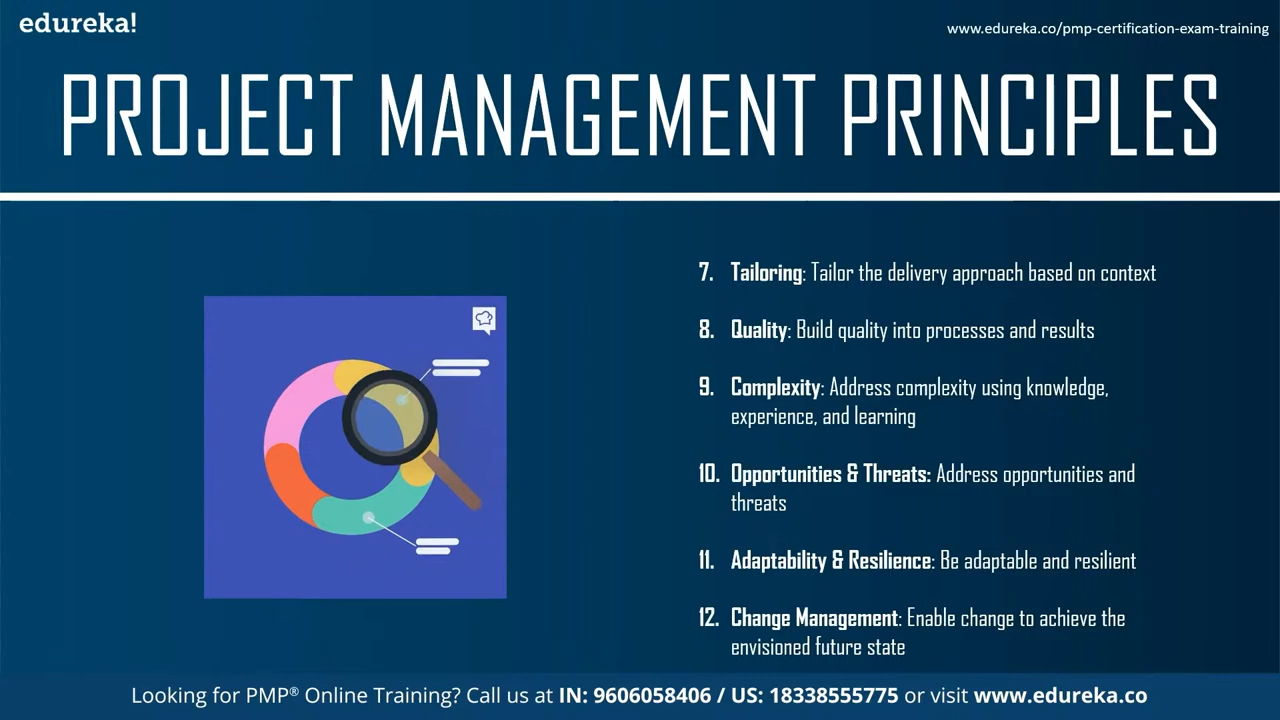 edureka!
www.edureka.co/pmp-certification-exam-training
PROJECT MANAGEMENT PRINCIPLES
7. Tailoring: Tailor the delivery approach based on context
8. Quality: Build quality into processes and results
9. Complexity: Address complexity using knowledge,
experience, and learning
10. Opportunities & Threats: Address opportunities and
threats
11. Adaptability & Resilience: Be adaptable and resilient
12. Change Management: Enable change to achieve the
envisioned future state
Looking for PMP® Online Training? Call us at IN: 9606058406 / US: 18338555775 or visit www.edureka.co